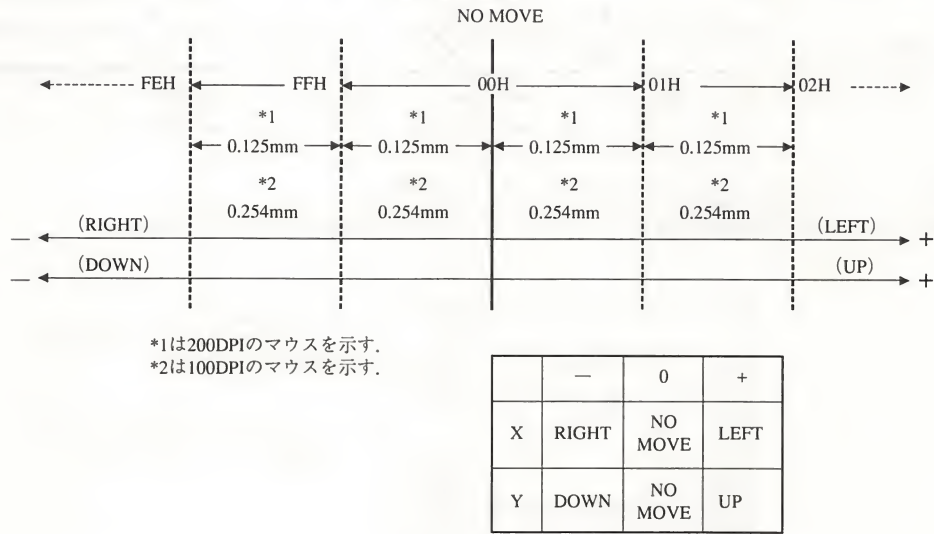 NO MOVE
FEH FFH 00H 01H 02H
*1 *1 *1 *1
0.125mm 0.125mm 0.125mm 0.125mm
*2 *2 *2 *2
0.254mm 0.254mm 0.254mm 0.254mm
(RIGHT) (LEFT)
− +
(DOWN) (UP)
− +
*1は200DPIのマウスを示す.
*2は100DPIのマウスを示す.
− 0 +
X RIGHT NO MOVE LEFT
Y DOWN NO MOVE UP